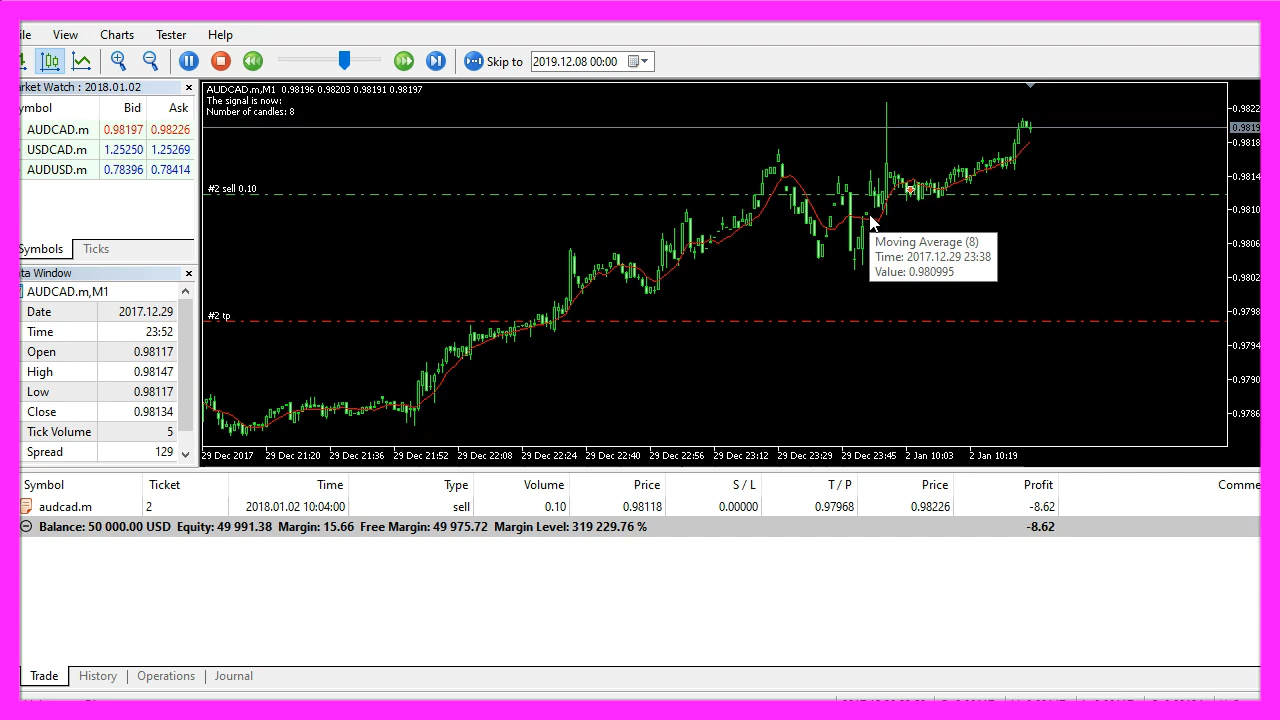 ile View Charts Tester Help
Skip to 2019.12.08 00:00
arket Watch : 2018.01.02
ymbol Bid Ask
AUDCAD.m 0.98197 0.98226
USDCAD.m 1.25250 1.25269
AUDUSD.m 0.78396 0.78414
Symbols Ticks
ata Window
AUDCAD.m,M1
Date 2017.12.29
Time 23:52
Open 0.98117
High 0.98147
Low 0.98117
Close 0.98134
Tick Volume 5
Spread 129
AUDCAD.m,M1 0.98196 0.98203 0.98191 0.98197
The signal is now:
Number of candles: 8
#2 sell 0.10
#2 tp
Moving Average (8)
Time: 2017.12.29 23:38
Value: 0.980995
0.9822
0.9819
0.9818
0.9814
0.9810
0.9806
0.9802
0.9798
0.9794
0.9790
0.9786
29 Dec 2017 29 Dec 21:20 29 Dec 21:36 29 Dec 21:52 29 Dec 22:08 29 Dec 22:24 29 Dec 22:40 29 Dec 22:56 29 Dec 23:12 29 Dec 23:29 29 Dec 23:45 2 Jan 10:03 2 Jan 10:19
Symbol Ticket Time Type Volume Price S / L T / P Price Profit Comme
audcad.m 2 2018.01.02 10:04:00 sell 0.10 0.98118 0.00000 0.97968 0.98226 -8.62
Balance: 50 000.00 USD Equity: 49 991.38 Margin: 15.66 Free Margin: 49 975.72 Margin Level: 319 229.76 % -8.62
Trade History Operations Journal